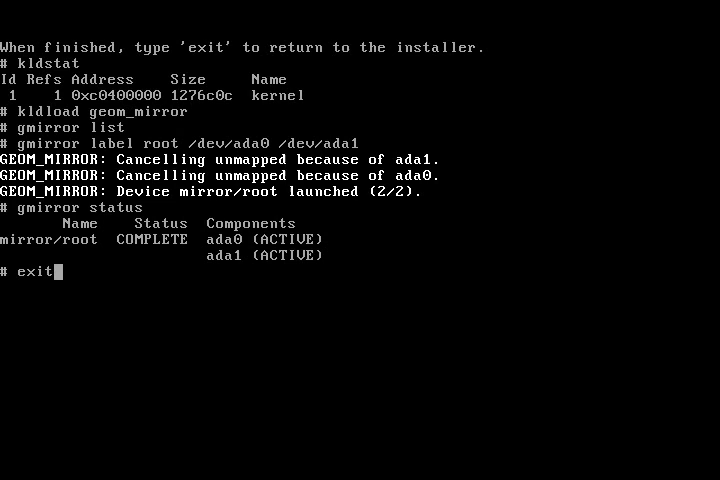 When finished, type 'exit' to return to the installer.
# kldstat
Id Refs Address    Size     Name
 1    1 0xc0400000 1276c0c  kernel
# kldload geom_mirror
# gmirror list
# gmirror label root /dev/ada0 /dev/ada1
GEOM_MIRROR: Cancelling unmapped because of ada1.
GEOM_MIRROR: Cancelling unmapped because of ada0.
GEOM_MIRROR: Device mirror/root launched (2/2).
# gmirror status
       Name    Status  Components
mirror/root  COMPLETE  ada0 (ACTIVE)
                       ada1 (ACTIVE)
# exit